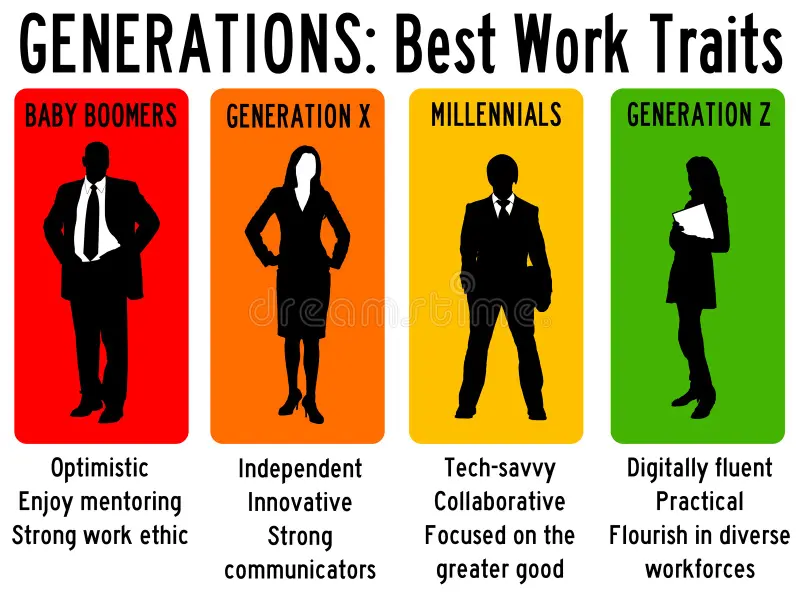 GENERATIONS: Best Work Traits
BABY BOOMERS
GENERATION X
MILLENNIALS
GENERATION Z
dreamstime
Optimistic
Enjoy mentoring
Strong work ethic
Independent
Innovative
Strong
communicators
Tech-savvy
Collaborative
Focused on the
greater good
Digitally fluent
Practical
Flourish in diverse
workforces